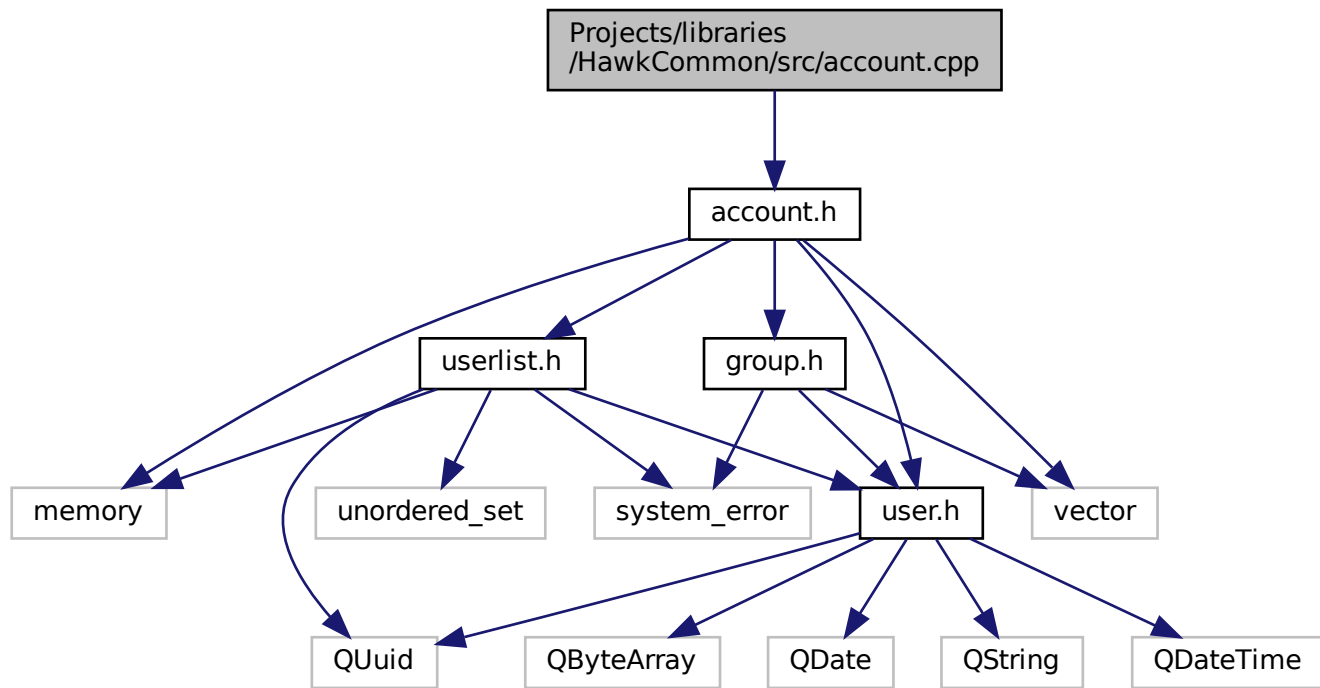 Projects/libraries
/HawkCommon/src/account.cpp
account.h
userlist.h
group.h
memory
unordered_set
system_error
user.h
vector
QUuid
QByteArray
QDate
QString
QDateTime